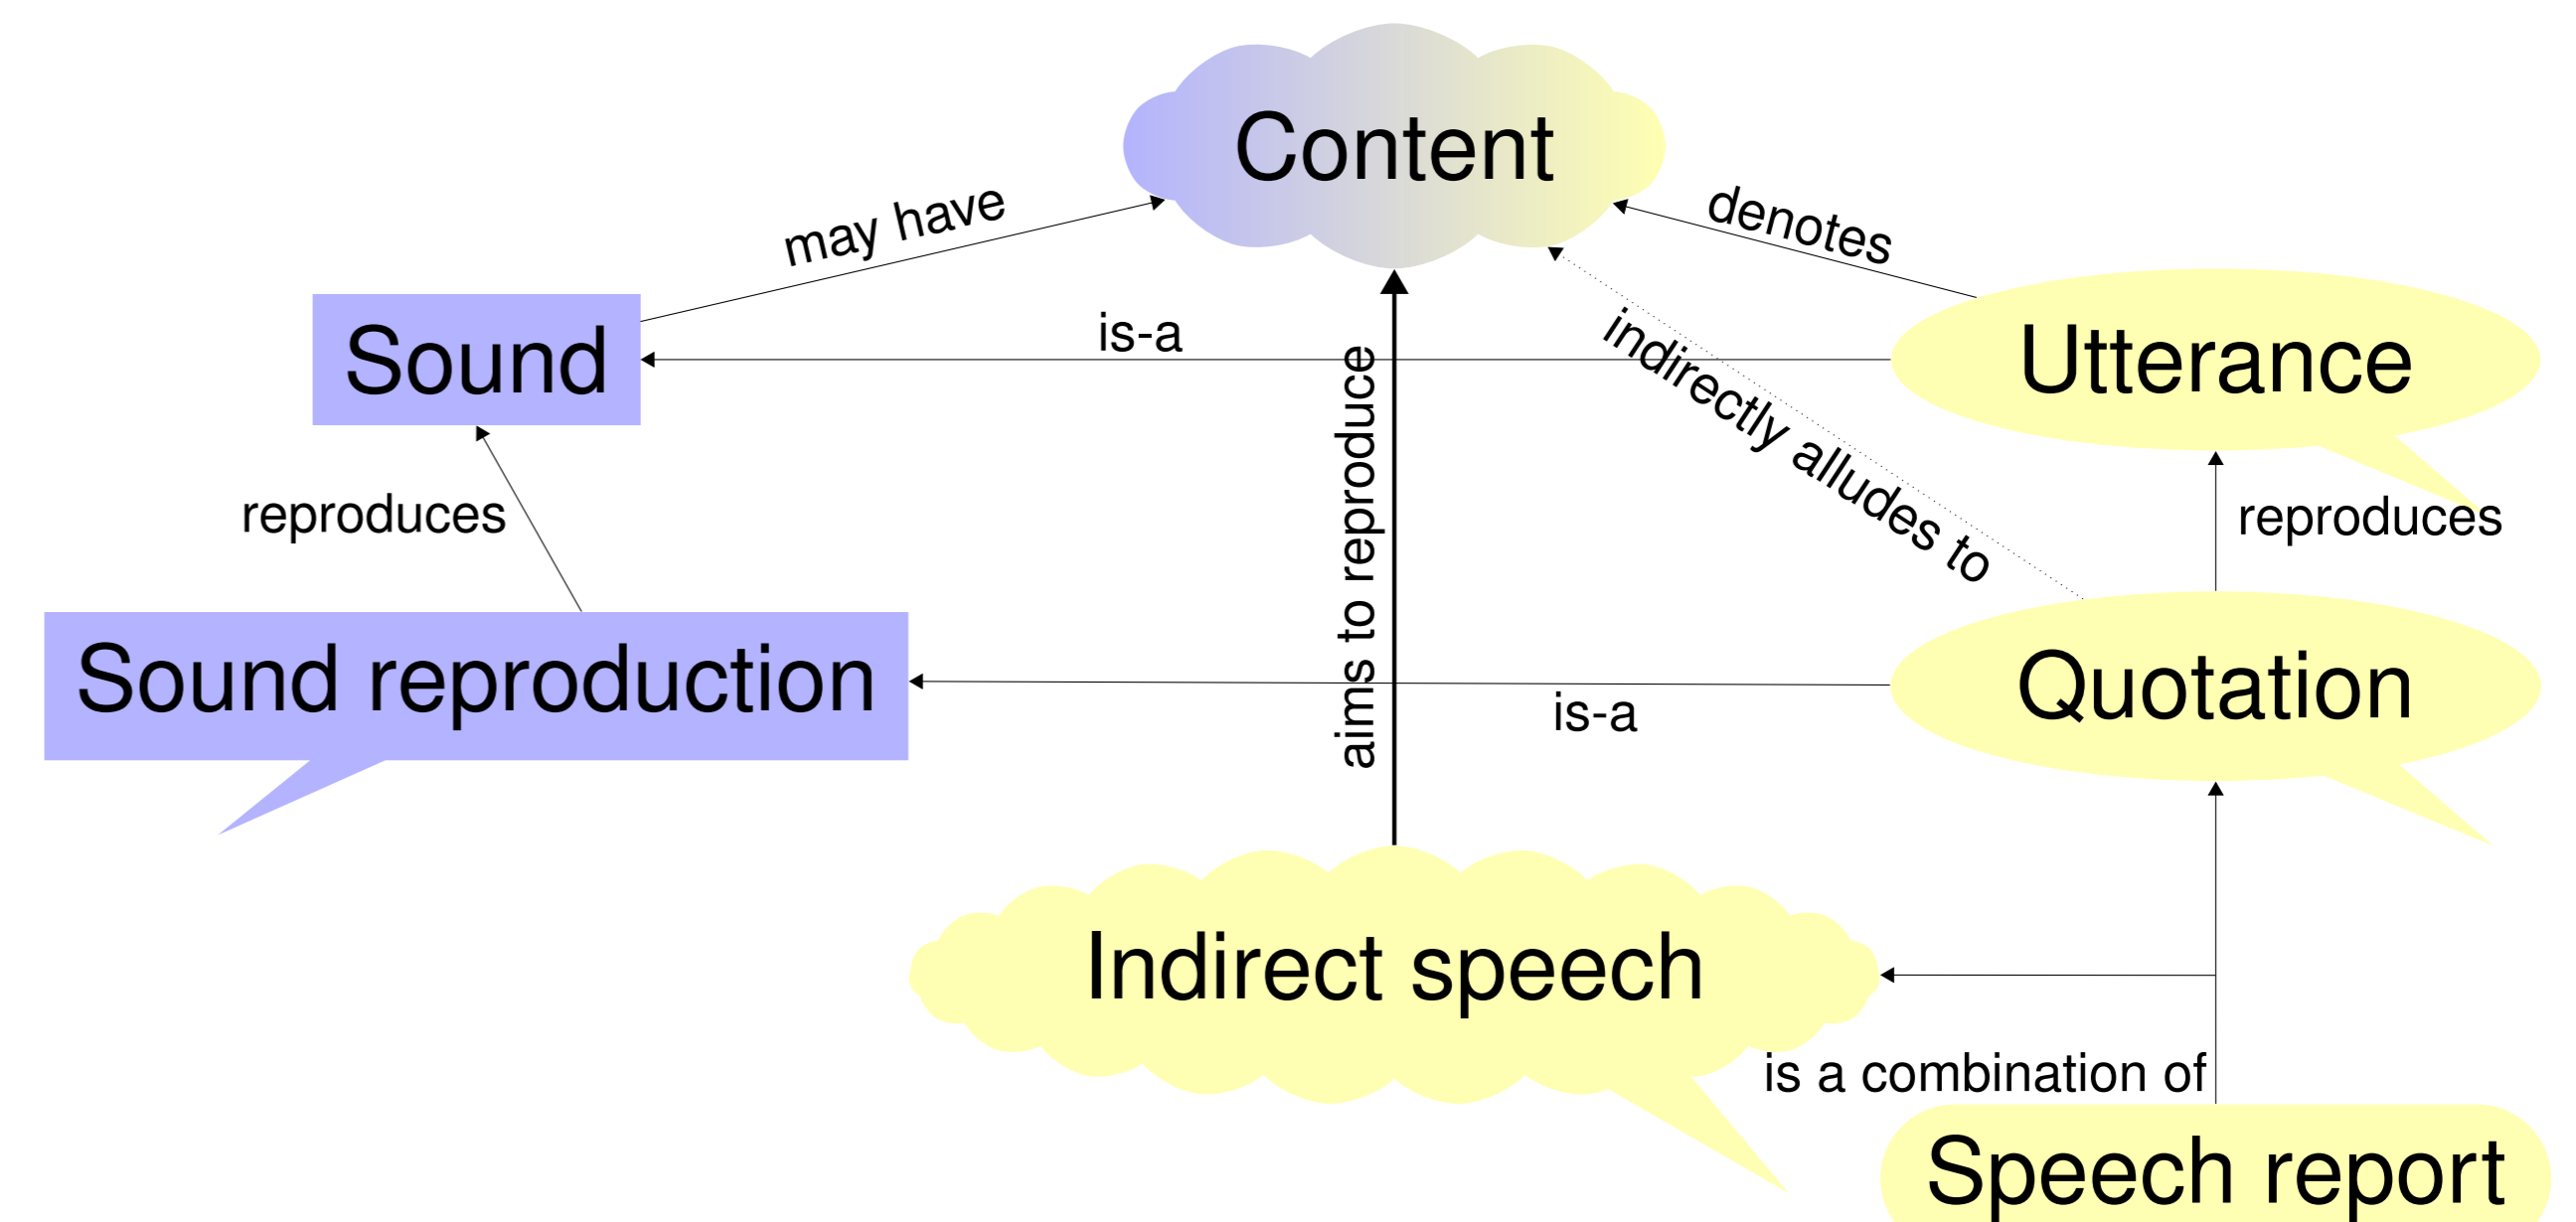 Content
may have
denotes
Sound
is-a
Utterance
indirectly alludes to
aims to reproduce
reproduces
reproduces
Sound reproduction
Quotation
is-a
Indirect speech
is a combination of
Speech report